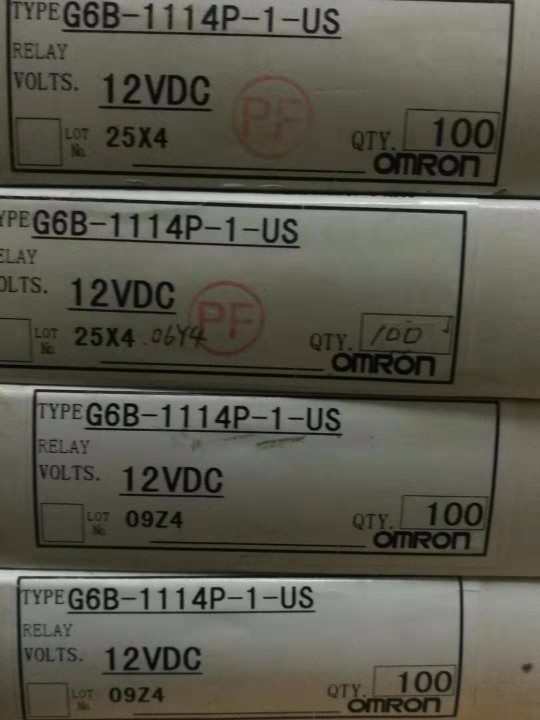 TYPE G6B-1114P-1-US
RELAY
VOLTS. 12VDC
PF
LOT No. 25X4
QTY. 100
OMRON
YPE G6B-1114P-1-US
ELAY
OLTS. 12VDC
PF
LOT No. 25X4 06Y4
QTY. 100
OMRON
TYPE G6B-1114P-1-US
RELAY
VOLTS. 12VDC
LOT No. 09Z4
QTY. 100
OMRON
TYPE G6B-1114P-1-US
RELAY
VOLTS. 12VDC
LOT No. 09Z4
QTY. 100
OMRON